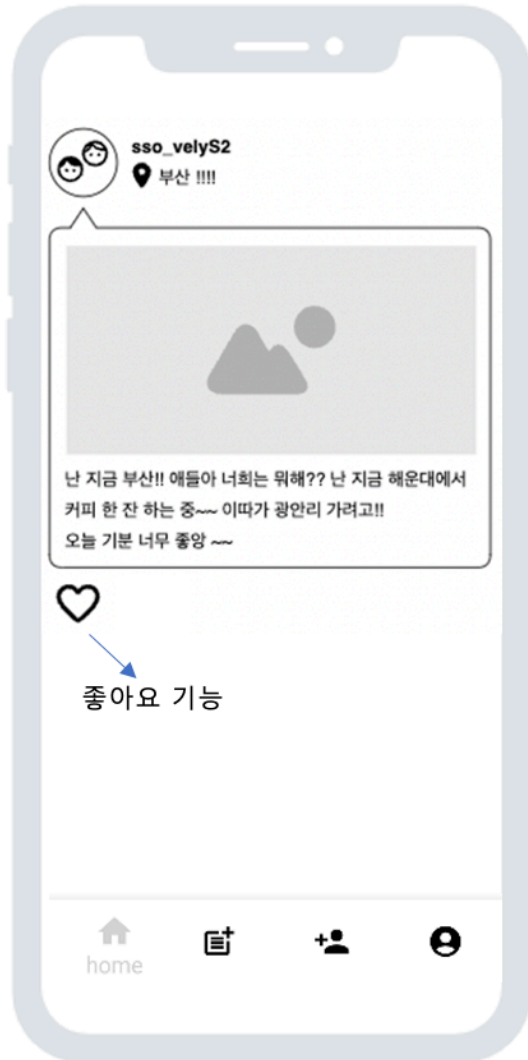 sso_velyS2
부산 !!!!
난 지금 부산!! 애들아 너희는 뭐해?? 난 지금 해운대에서
커피 한 잔 하는 중~~ 이따가 광안리 가려고!!
오늘 기분 너무 좋앙 ~~
좋아요 기능
home